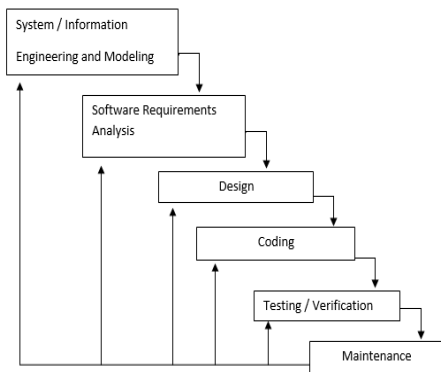 System / Information
Engineering and Modeling
Software Requirements
Analysis
Design
Coding
Testing / Verification
Maintenance